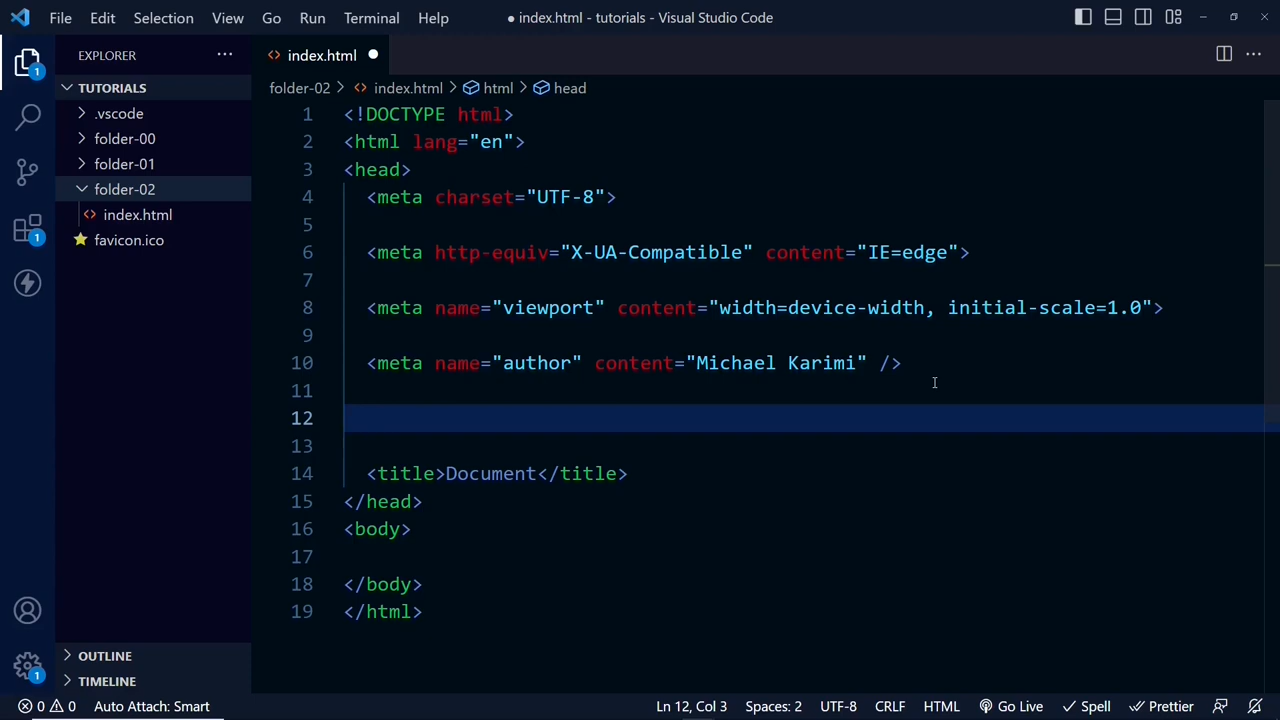 File Edit Selection View Go Run Terminal Help
● index.html - tutorials - Visual Studio Code
EXPLORER
TUTORIALS
.vscode
folder-00
folder-01
folder-02
index.html
favicon.ico
OUTLINE
TIMELINE
1
1
1
index.html
folder-02 > index.html > html > head
1 <!DOCTYPE html>
2 <html lang="en">
3 <head>
4 <meta charset="UTF-8">
5
6 <meta http-equiv="X-UA-Compatible" content="IE=edge">
7
8 <meta name="viewport" content="width=device-width, initial-scale=1.0">
9
10 <meta name="author" content="Michael Karimi" />
11
12
13
14 <title>Document</title>
15 </head>
16 <body>
17
18 </body>
19 </html>
0 0 Auto Attach: Smart Ln 12, Col 3 Spaces: 2 UTF-8 CRLF HTML Go Live Spell Prettier